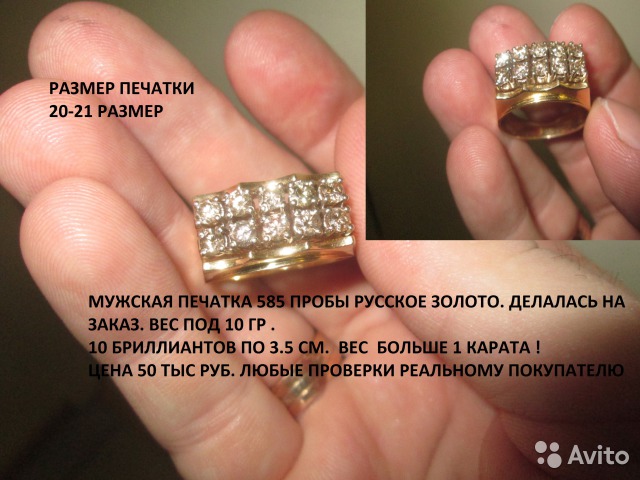 РАЗМЕР ПЕЧАТКИ
20-21 РАЗМЕР
МУЖСКАЯ ПЕЧАТКА 585 ПРОБЫ РУССКОЕ ЗОЛОТО. ДЕЛАЛАСЬ НА
ЗАКАЗ. ВЕС ПОД 10 ГР .
10 БРИЛЛИАНТОВ ПО 3.5 СМ. ВЕС БОЛЬШЕ 1 КАРАТА !
ЦЕНА 50 ТЫС РУБ. ЛЮБЫЕ ПРОВЕРКИ РЕАЛЬНОМУ ПОКУПАТЕЛЮ
Avito